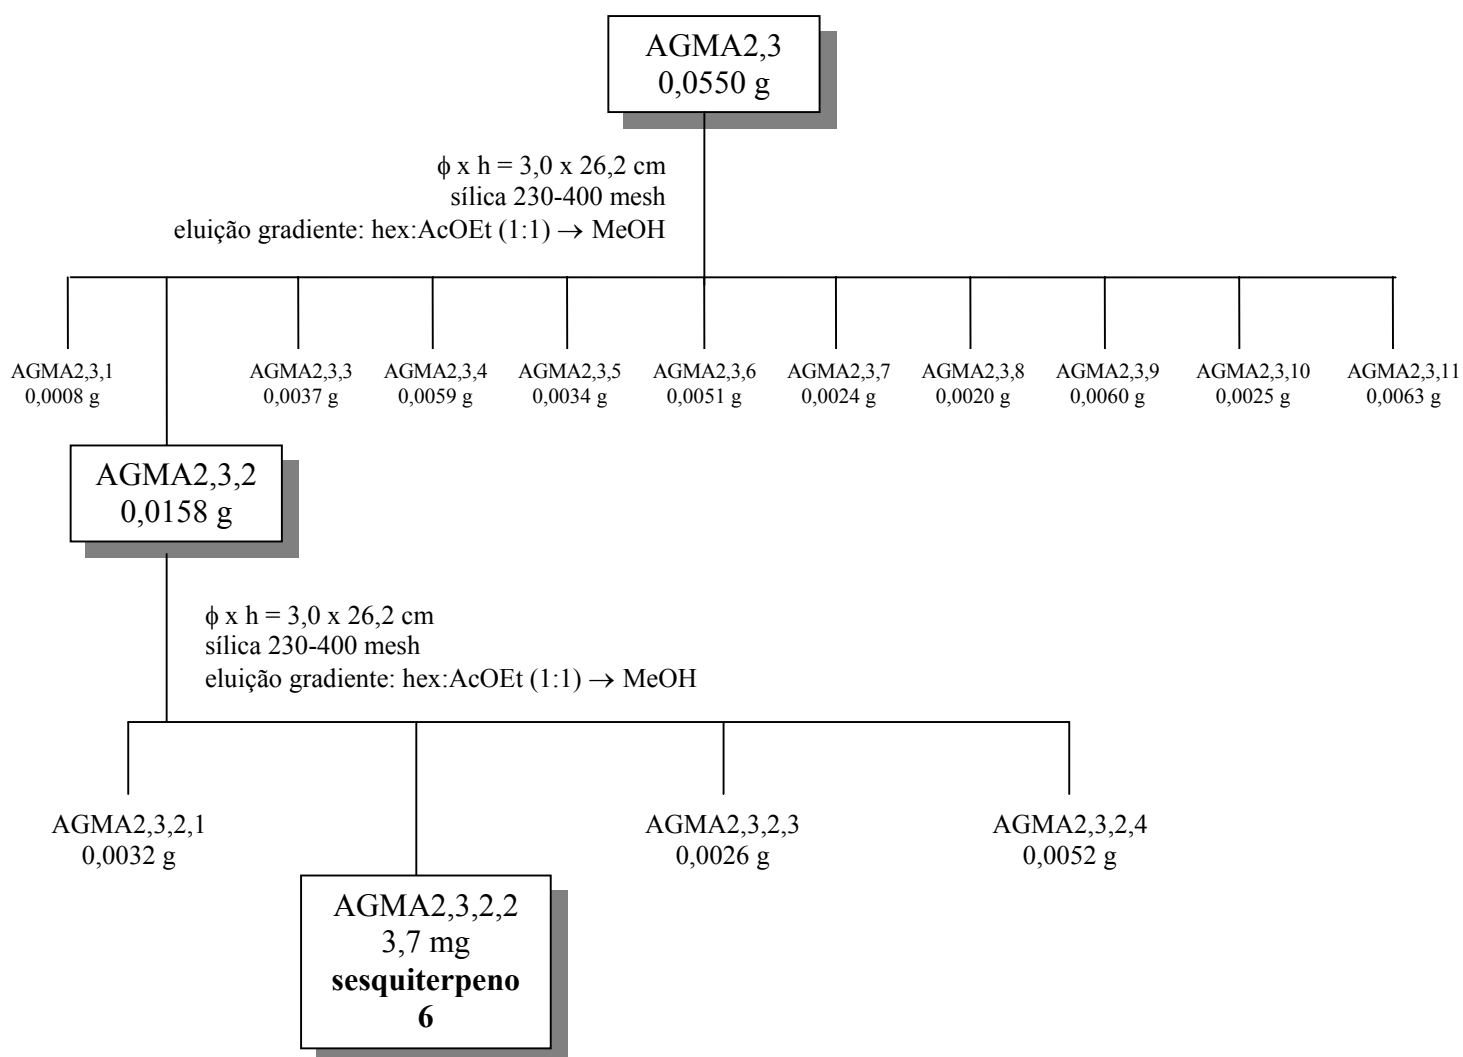 AGMA2,3
0,0550 g
ϕ x h = 3,0 x 26,2 cm
sílica 230-400 mesh
eluição gradiente: hex:AcOEt (1:1) → MeOH
AGMA2,3,1
0,0008 g
AGMA2,3,3
0,0037 g
AGMA2,3,4
0,0059 g
AGMA2,3,5
0,0034 g
AGMA2,3,6
0,0051 g
AGMA2,3,7
0,0024 g
AGMA2,3,8
0,0020 g
AGMA2,3,9
0,0060 g
AGMA2,3,10
0,0025 g
AGMA2,3,11
0,0063 g
AGMA2,3,2
0,0158 g
ϕ x h = 3,0 x 26,2 cm
sílica 230-400 mesh
eluição gradiente: hex:AcOEt (1:1) → MeOH
AGMA2,3,2,1
0,0032 g
AGMA2,3,2,3
0,0026 g
AGMA2,3,2,4
0,0052 g
AGMA2,3,2,2
3,7 mg
sesquiterpeno
6